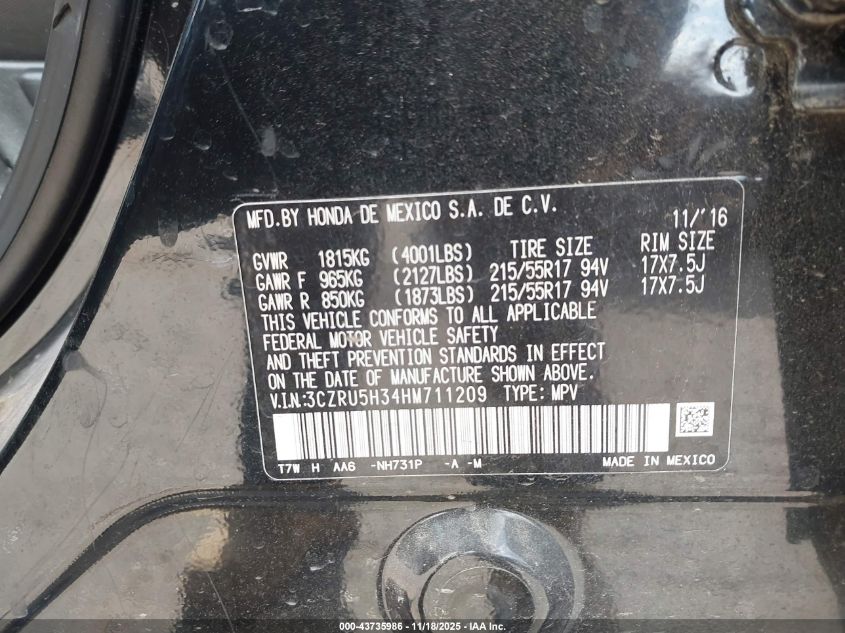 MFD.BY HONDA DE MEXICO S.A. DE C.V. 11/'16
GVWR 1815KG (4001LBS) TIRE SIZE RIM SIZE
GAWR F 965KG (2127LBS) 215/55R17 94V 17X7.5J
GAWR R 850KG (1873LBS) 215/55R17 94V 17X7.5J
THIS VEHICLE CONFORMS TO ALL APPLICABLE
FEDERAL MOTOR VEHICLE SAFETY
AND THEFT PREVENTION STANDARDS IN EFFECT
ON THE DATE OF MANUFACTURE SHOWN ABOVE.
V.I.N.:3CZRU5H34HM711209 TYPE: MPV
T7W H AA6 -NH731P -A -M MADE IN MEXICO
000-43735986 - 11/18/2025 - IAA Inc.